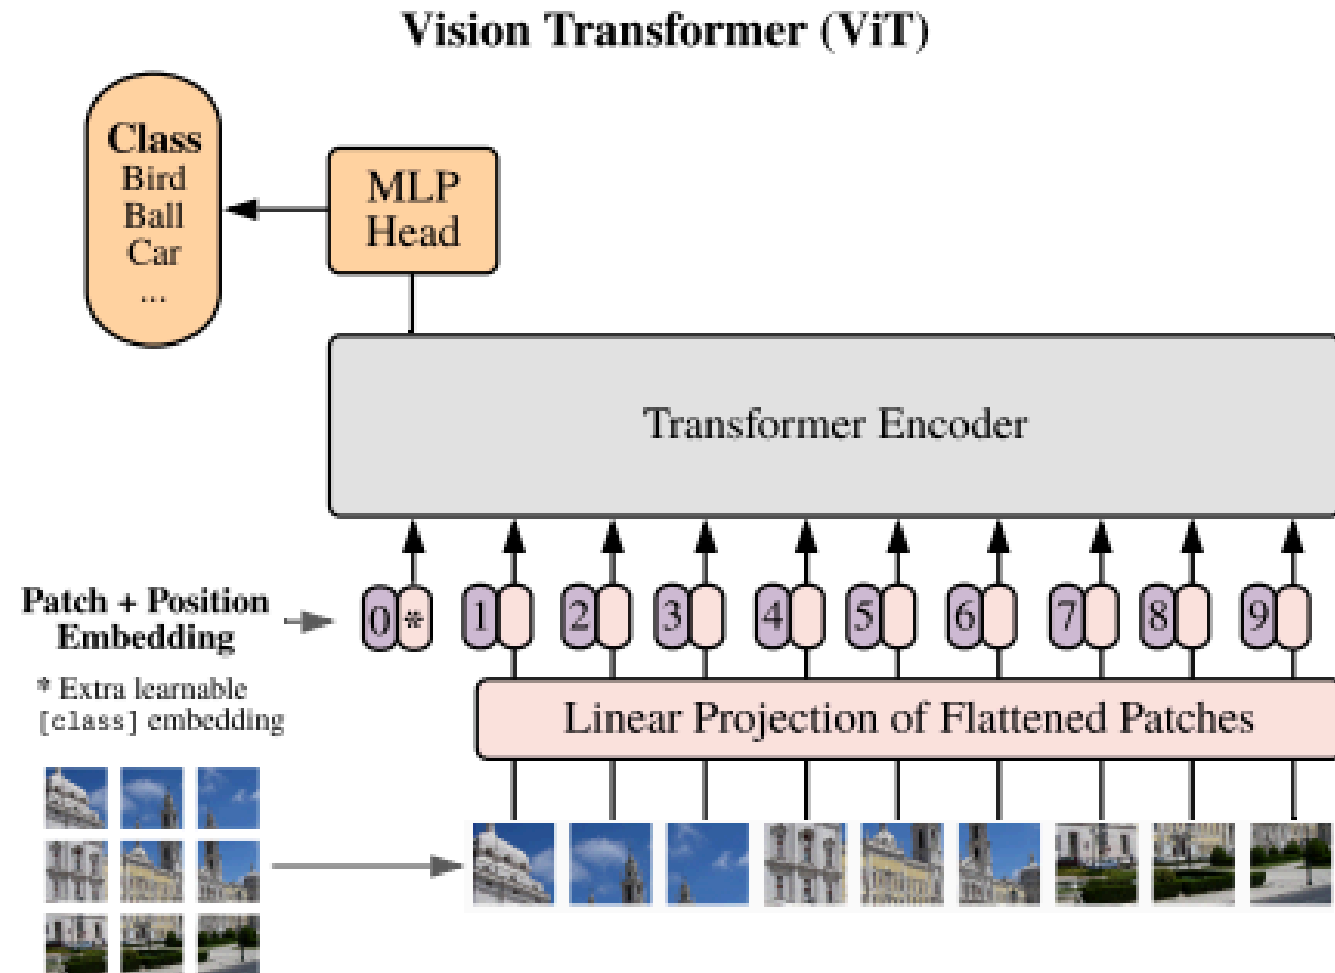 Vision Transformer (ViT)
Class
Bird
Ball
Car
...
MLP
Head
Transformer Encoder
Patch + Position
Embedding
0 * 1 2 3 4 5 6 7 8 9
* Extra learnable
[class] embedding
Linear Projection of Flattened Patches